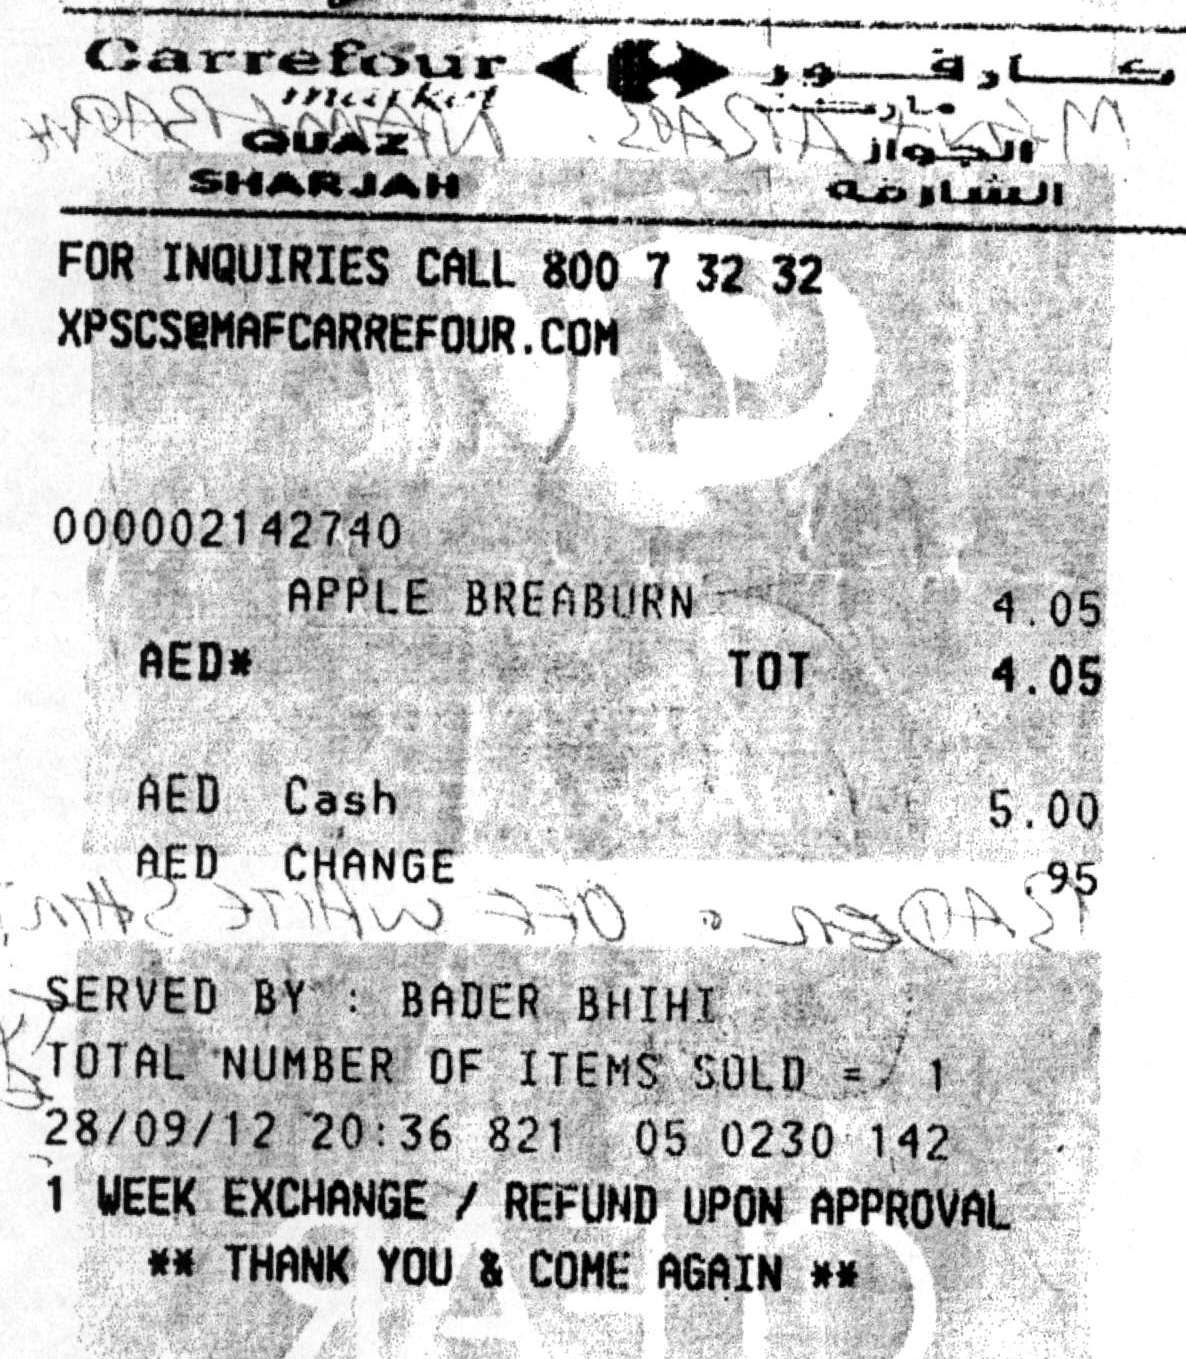 Carrefour كارفور
market ماركت
QUAZ الجواز
SHARJAH الشارقة
FOR INQUIRIES CALL 800 7 32 32
XPSCS@MAFCARREFOUR.COM
000002142740
APPLE BREABURN 4.05
AED* TOT 4.05
AED Cash 5.00
AED CHANGE .95
BADER . OFF WHITE SHIRT
SERVED BY : BADER BHIHI
TOTAL NUMBER OF ITEMS SOLD = 1
28/09/12 20:36 821 05 0230 142
1 WEEK EXCHANGE / REFUND UPON APPROVAL
** THANK YOU & COME AGAIN **